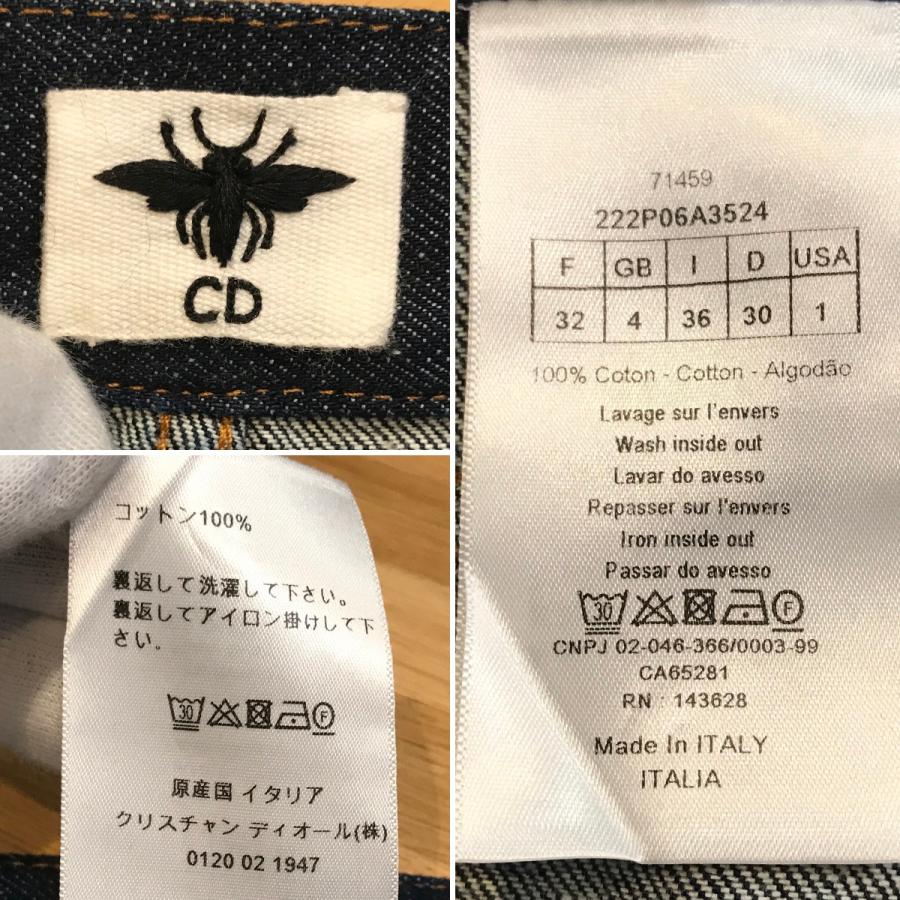 CD
71459
222P06A3524
F GB I D USA
32 4 36 30 1
100% Coton - Cotton - Algodão
Lavage sur l'envers
Wash inside out
Lavar do avesso
Repasser sur l'envers
Iron inside out
Passar do avesso
30 F
CNPJ 02-046-366/0003-99
CA65281
RN : 143628
Made In ITALY
ITALIA
コットン100%
裏返して洗濯して下さい。
裏返してアイロン掛けして下
さい。
30 F
原産国 イタリア
クリスチャン ディオール(株)
0120 02 1947